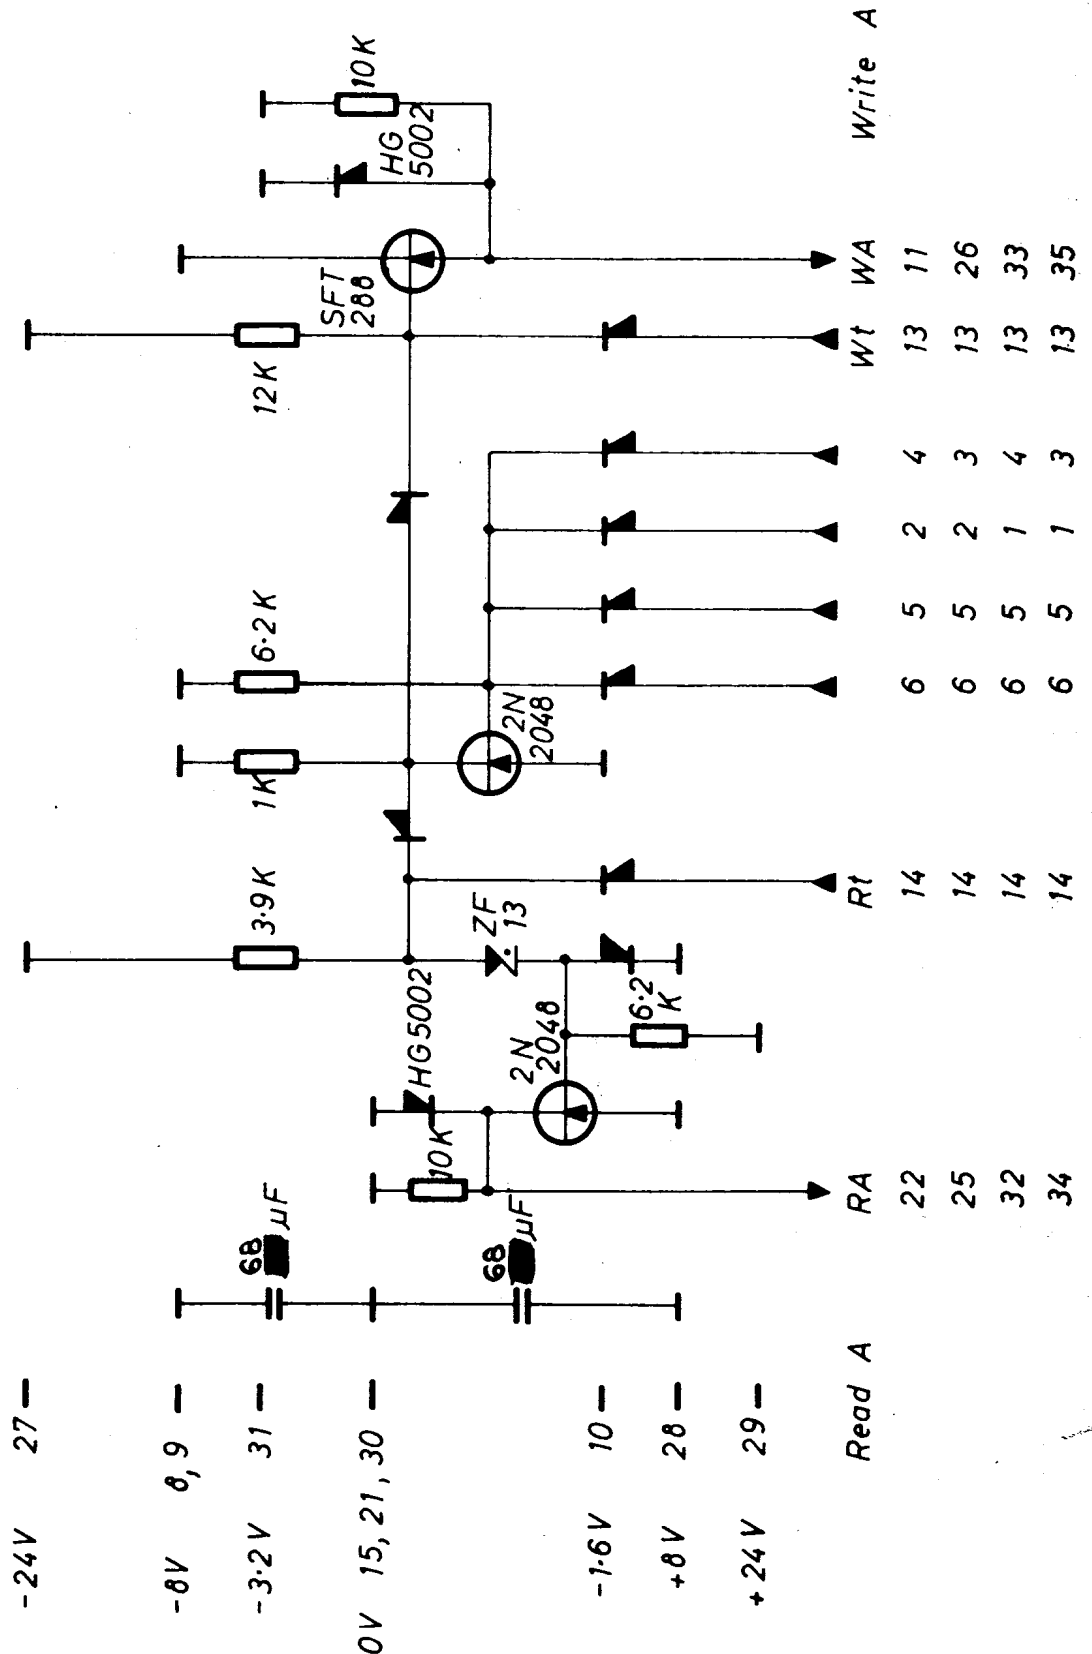 -24V 27
-8V 8,9
-3.2V 31
0V 15, 21, 30
-1.6V 10
+8V 28
+24V 29
68 µF
68 µF
10K
HG5002
2N
2048
6.2
K
3.9K
ZF
13
1K
6.2K
2N
2048
12K
SFT
288
HG
5002
10K
Read A RA Rt Wt WA Write A
22 14 6 5 2 4 13 11
25 14 6 5 2 3 13 26
32 14 6 5 1 4 13 33
34 14 6 5 1 3 13 35